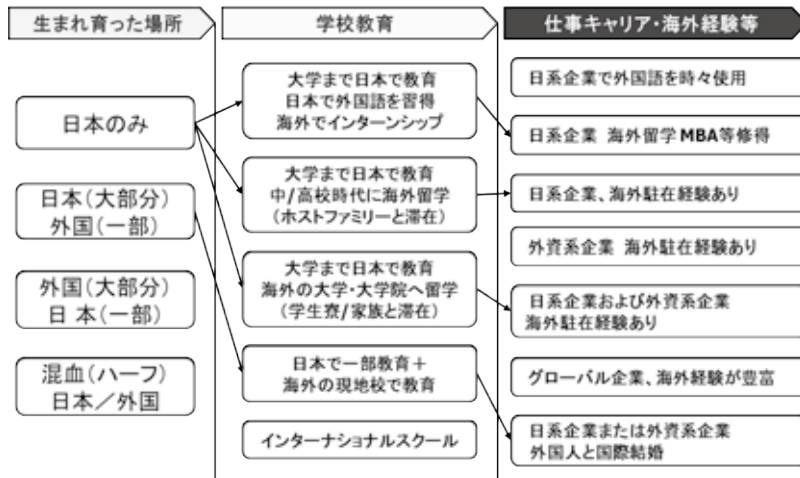 生まれ育った場所
学校教育
仕事キャリア・海外経験等
日本のみ
日本(大部分)
外国(一部)
外国(大部分)
日 本(一部)
混血(ハーフ)
日本／外国
大学まで日本で教育
日本で外国語を習得
海外でインターンシップ
大学まで日本で教育
中/高校時代に海外留学
(ホストファミリーと滞在)
大学まで日本で教育
海外の大学・大学院へ留学
(学生寮/家族と滞在)
日本で一部教育＋
海外の現地校で教育
インターナショナルスクール
日系企業で外国語を時々使用
日系企業 海外留学MBA等修得
日系企業、海外駐在経験あり
外資系企業 海外駐在経験あり
日系企業および外資系企業
海外駐在経験あり
グローバル企業、海外経験が豊富
日系企業または外資系企業
外国人と国際結婚